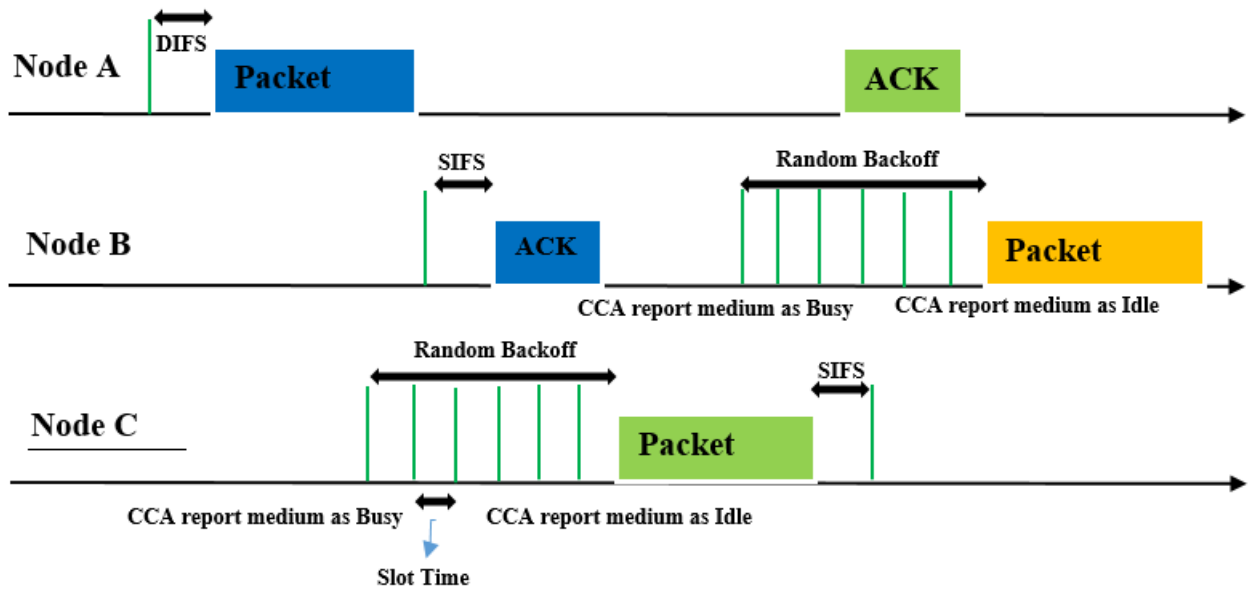 DIFS
Node A
Packet
ACK
SIFS
Random Backoff
Node B
ACK
Packet
CCA report medium as Busy
CCA report medium as Idle
Random Backoff
SIFS
Node C
Packet
CCA report medium as Busy
CCA report medium as Idle
Slot Time